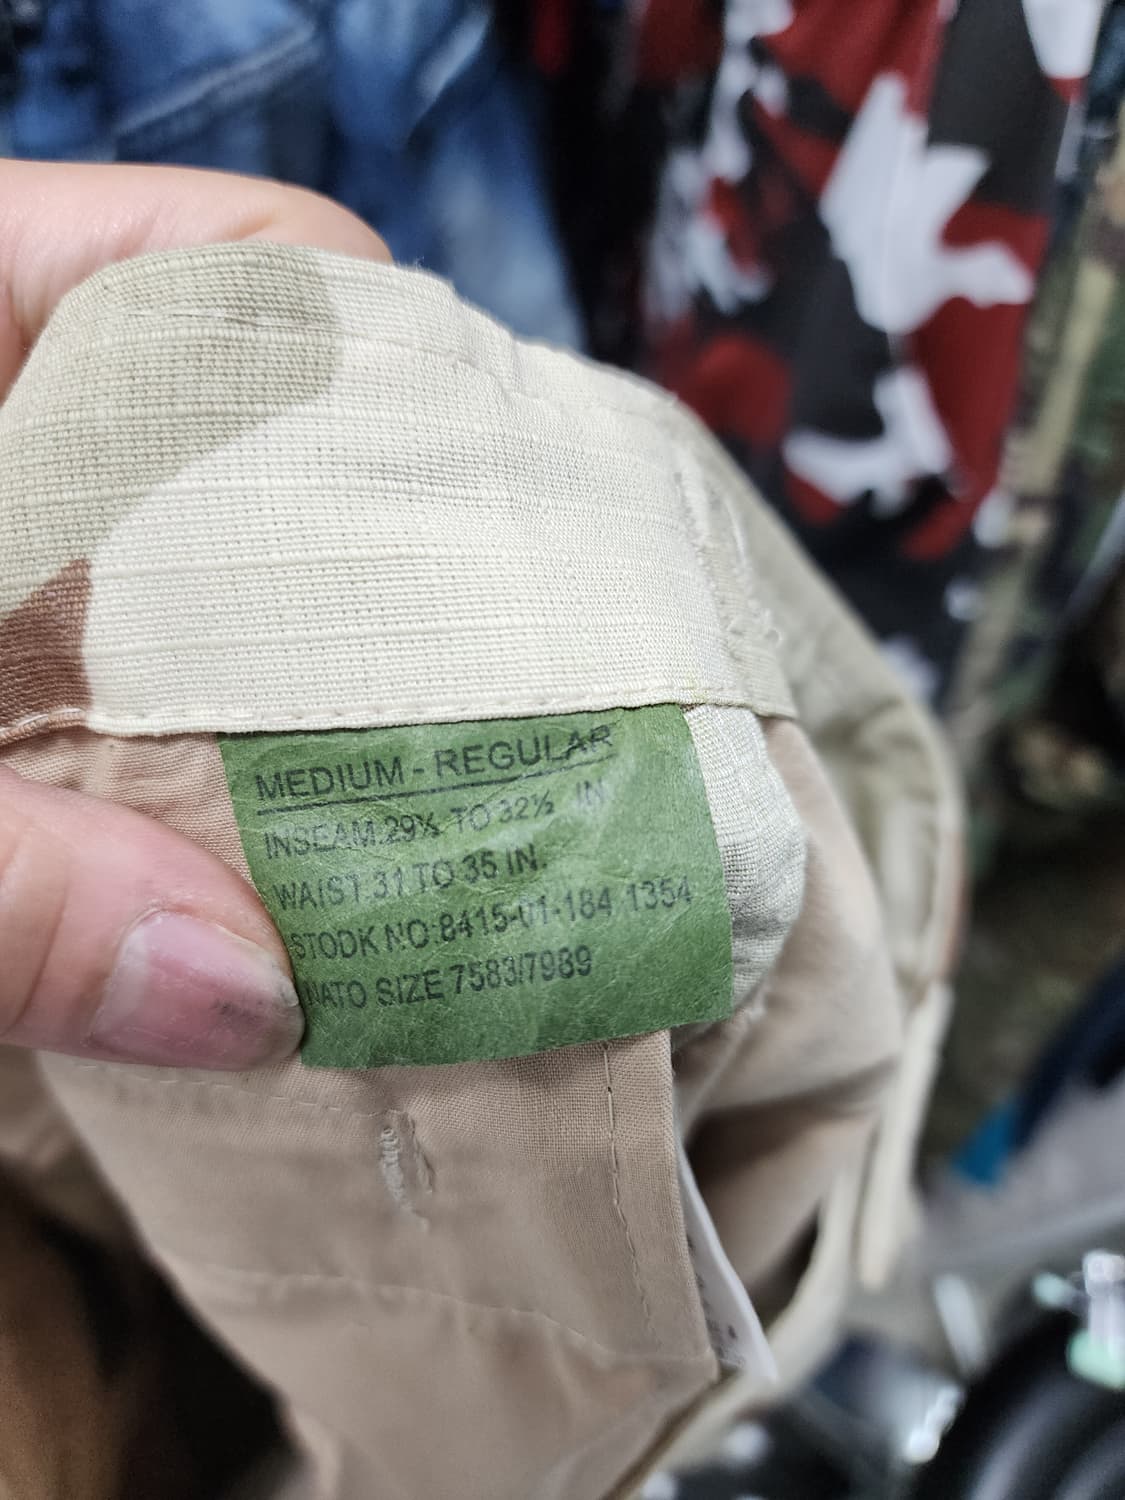 MEDIUM - REGULAR
INSEAM.29½ TO 32½ IN
WAIST.31 TO 35 IN.
STODK NO:8415-01-184 1354
NATO SIZE 7583/7989